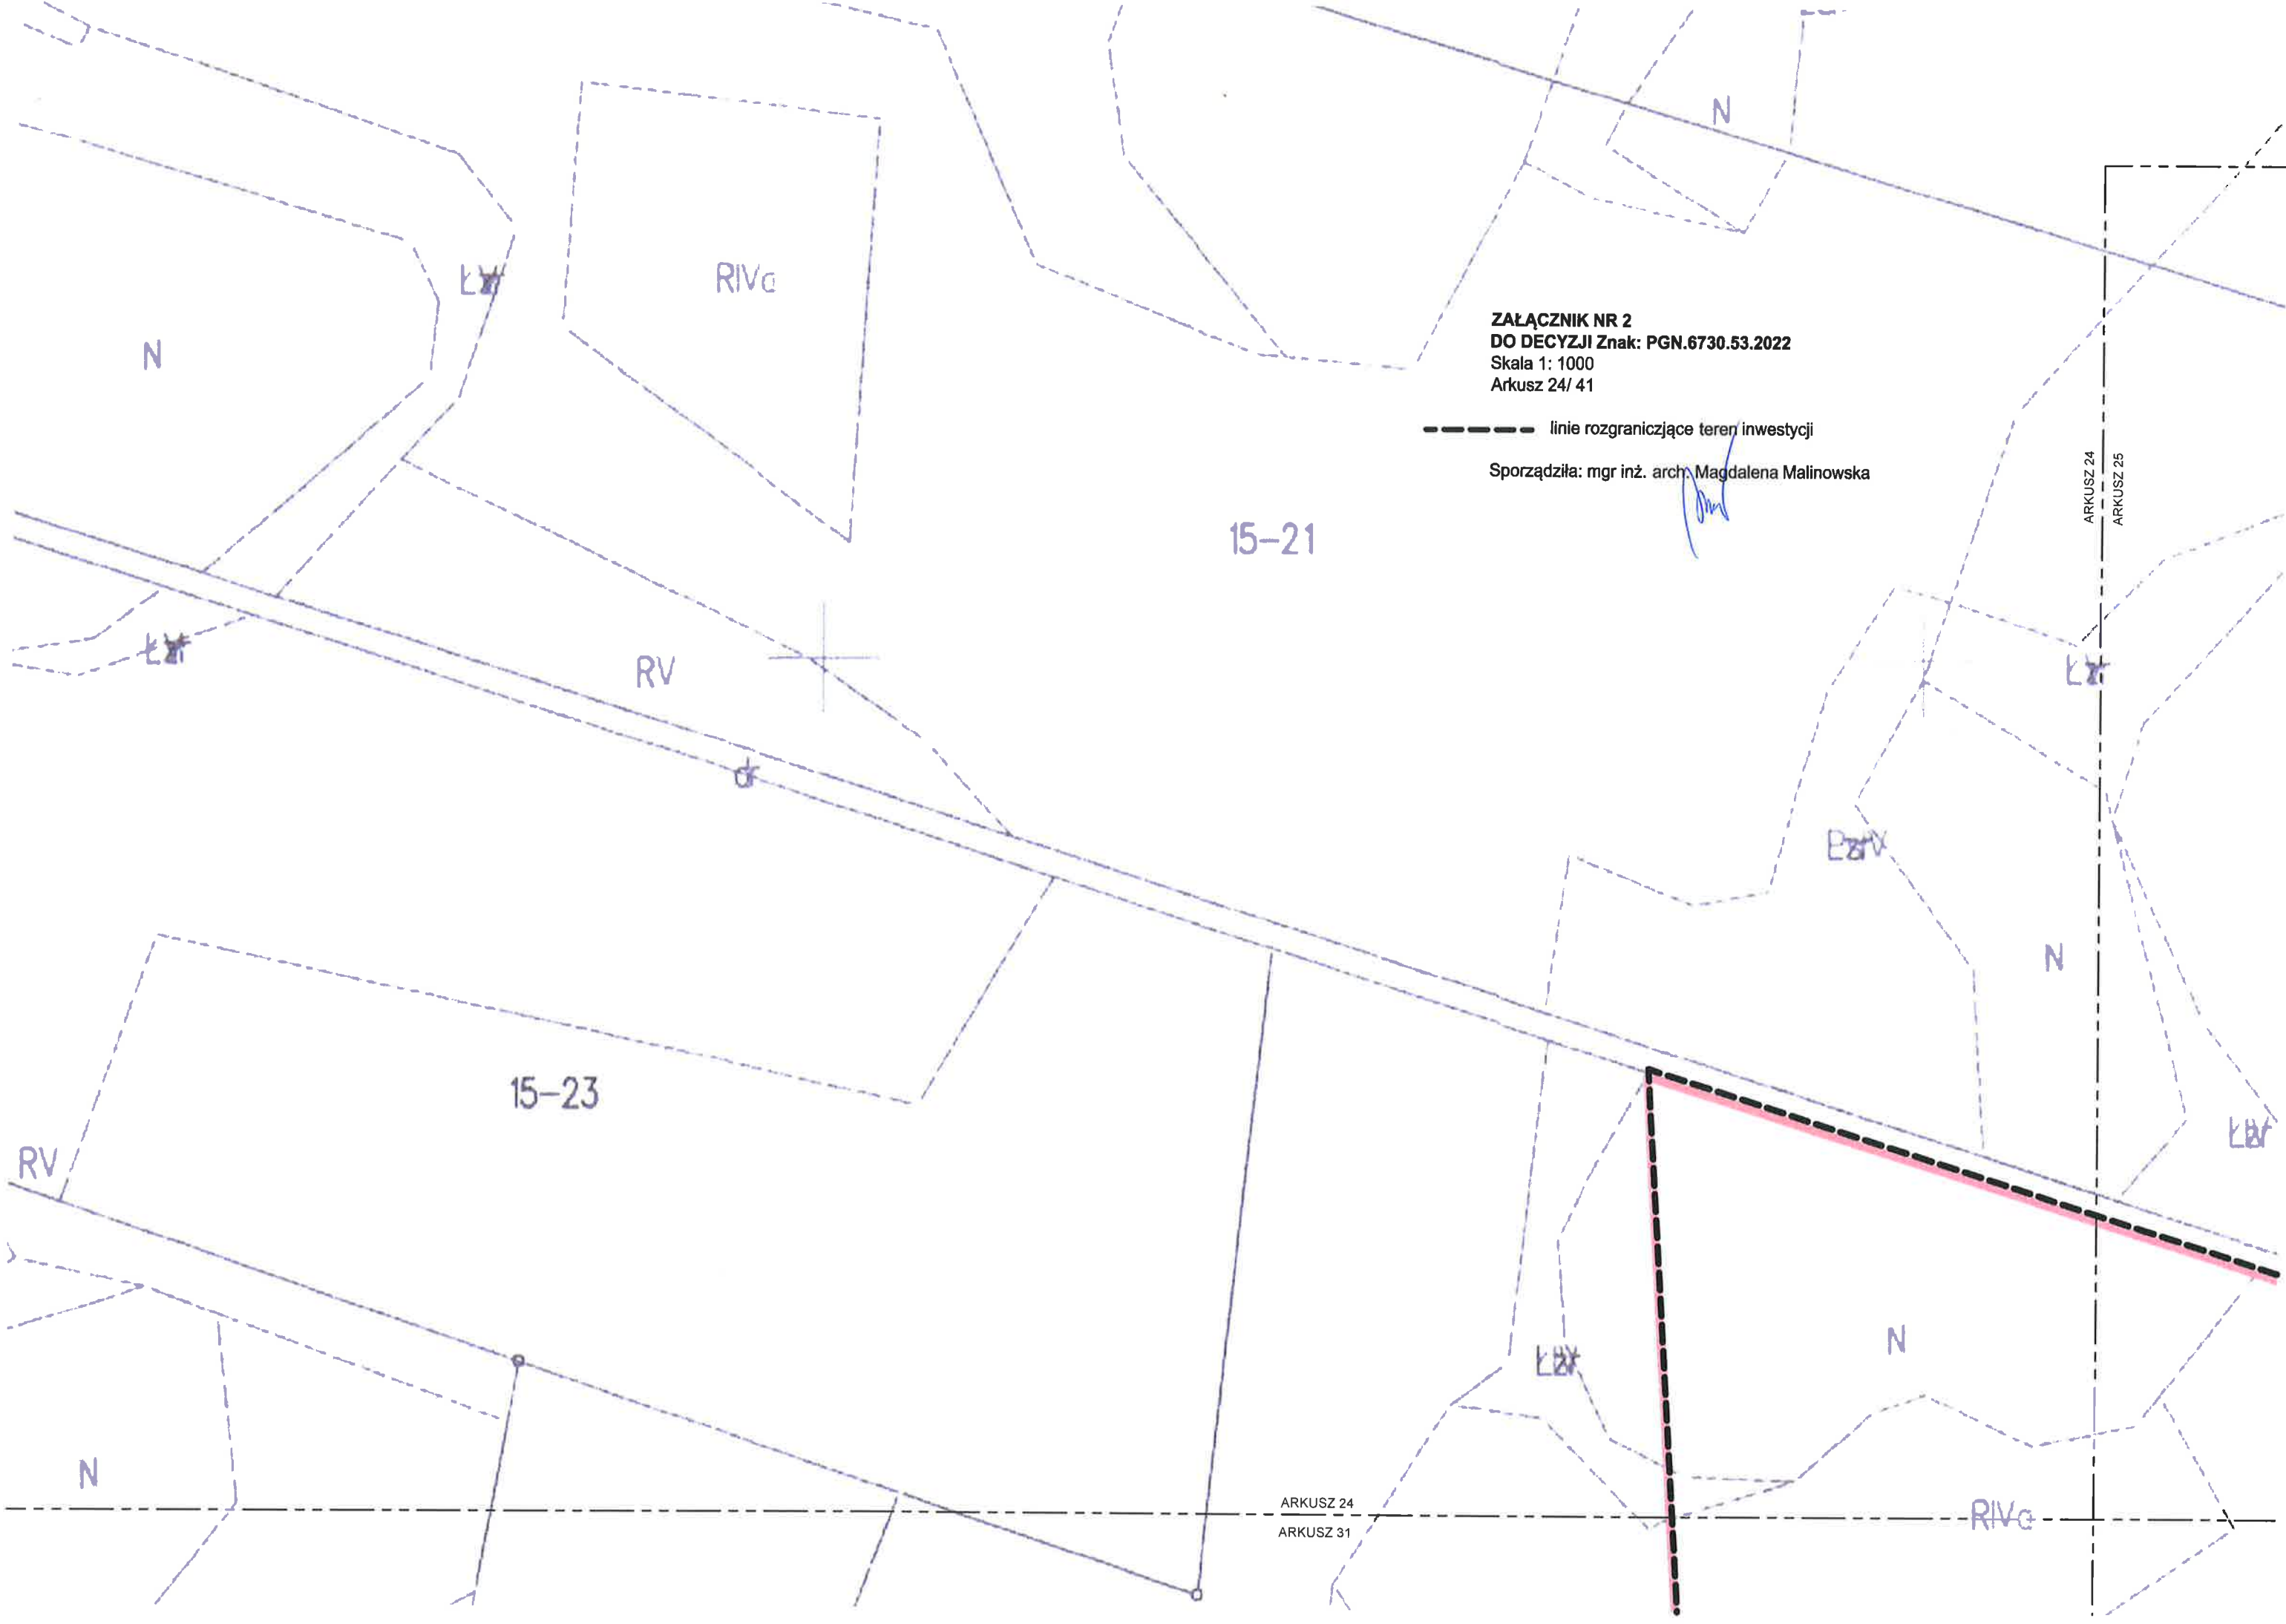 N
RIVa
N
ZAŁĄCZNIK NR 2
DO DECYZJI Znak: PGN.6730.53.2022
Skala 1: 1000
Arkusz 24/ 41
linie rozgraniczjące teren inwestycji
Sporządziła: mgr inż. arch. Magdalena Malinowska
ARKUSZ 24
ARKUSZ 25
15-21
RV
dr
N
15-23
RV
N
N
ARKUSZ 24
ARKUSZ 31
RIVa